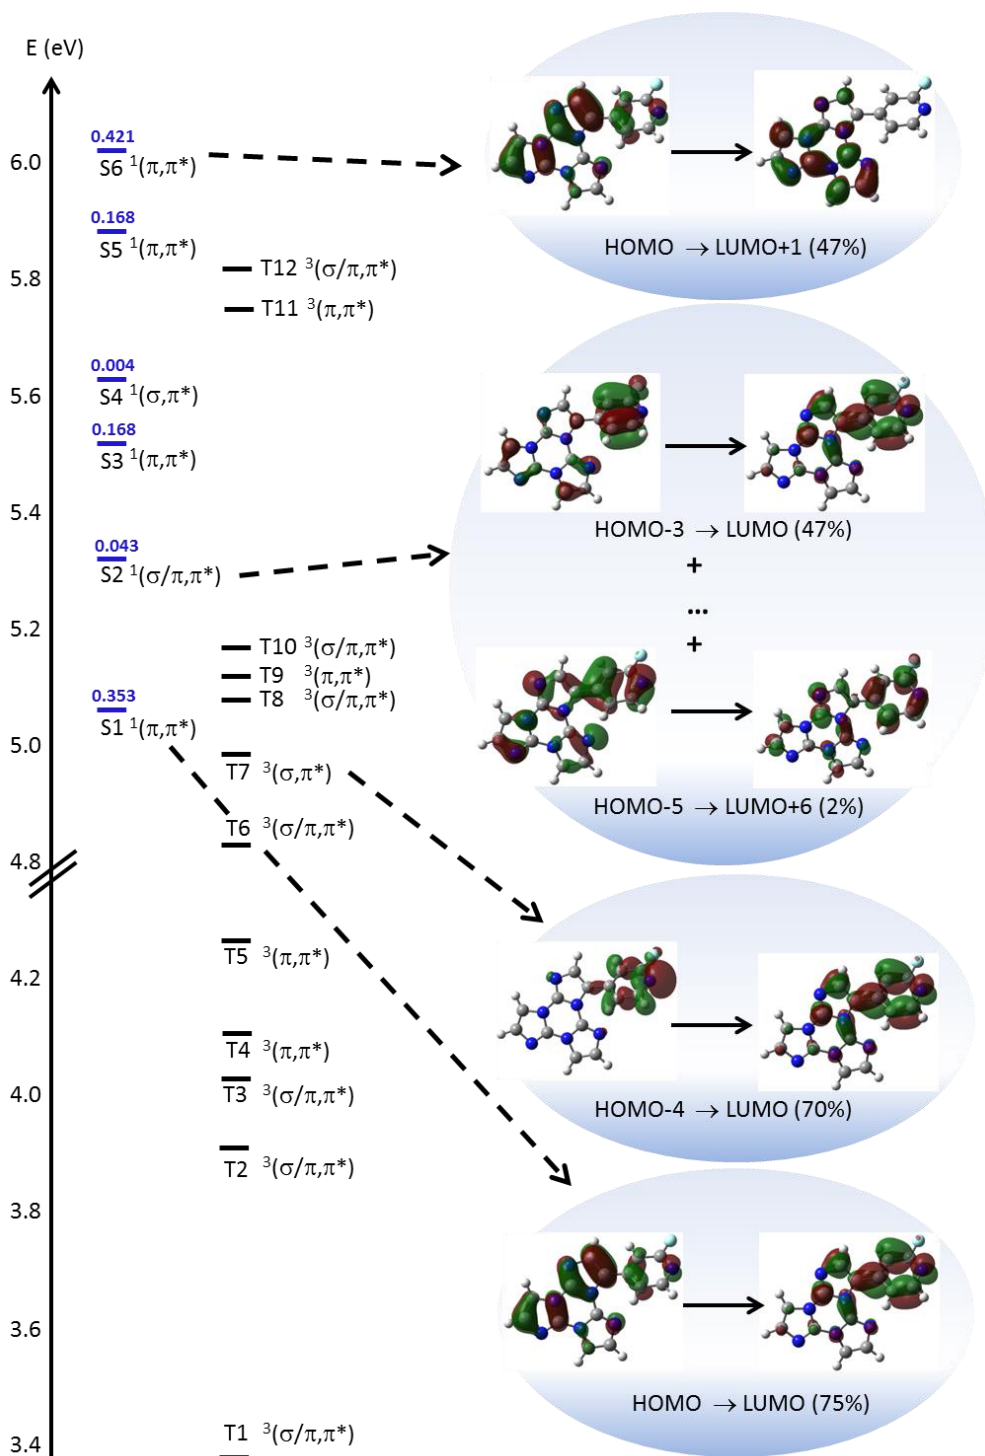 E (eV)
6.0
5.8
5.6
5.4
5.2
5.0
4.8
4.2
4.0
3.8
3.6
3.4
0.421
S6 ¹(π,π*)
0.168
S5 ¹(π,π*)
0.004
S4 ¹(σ,π*)
0.168
S3 ¹(π,π*)
0.043
S2 ¹(σ/π,π*)
0.353
S1 ¹(π,π*)
T12 ³(σ/π,π*)
T11 ³(π,π*)
T10 ³(σ/π,π*)
T9 ³(π,π*)
T8 ³(σ/π,π*)
T7 ³(σ,π*)
T6 ³(σ/π,π*)
T5 ³(π,π*)
T4 ³(π,π*)
T3 ³(σ/π,π*)
T2 ³(σ/π,π*)
T1 ³(σ/π,π*)
HOMO → LUMO+1 (47%)
HOMO-3 → LUMO (47%)
+
...
+
HOMO-5 → LUMO+6 (2%)
HOMO-4 → LUMO (70%)
HOMO → LUMO (75%)